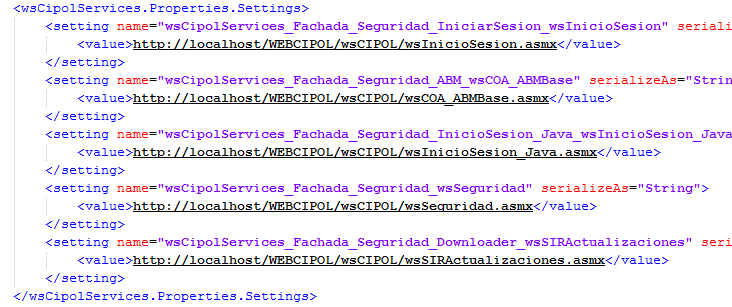 <wsCipolServices.Properties.Settings>
<setting name="wsCipolServices_Fachada_Seguridad_IniciarSesion_wsInicioSesion" seriali
<value>http://localhost/WEBCIPOL/wsCIPOL/wsInicioSesion.asmx</value>
</setting>
<setting name="wsCipolServices_Fachada_Seguridad_ABM_wsCOA_ABMBase" serializeAs="Strin
<value>http://localhost/WEBCIPOL/wsCIPOL/wsCOA_ABMBase.asmx</value>
</setting>
<setting name="wsCipolServices_Fachada_Seguridad_InicioSesion_Java_wsInicioSesion_Java
<value>http://localhost/WEBCIPOL/wsCIPOL/wsInicioSesion_Java.asmx</value>
</setting>
<setting name="wsCipolServices_Fachada_Seguridad_wsSeguridad" serializeAs="String">
<value>http://localhost/WEBCIPOL/wsCIPOL/wsSeguridad.asmx</value>
</setting>
<setting name="wsCipolServices_Fachada_Seguridad_Downloader_wsSIRActualizaciones" seri
<value>http://localhost/WEBCIPOL/wsCIPOL/wsSIRActualizaciones.asmx</value>
</setting>
</wsCipolServices.Properties.Settings>